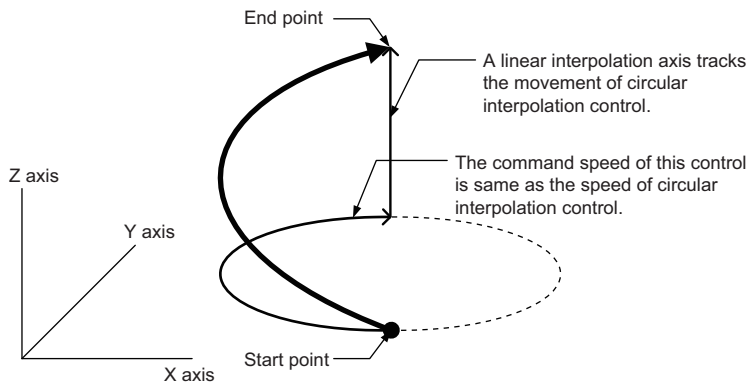 End point
A linear interpolation axis tracks
the movement of circular
interpolation control.
The command speed of this control
is same as the speed of circular
interpolation control.
Z axis
Y axis
Start point
X axis